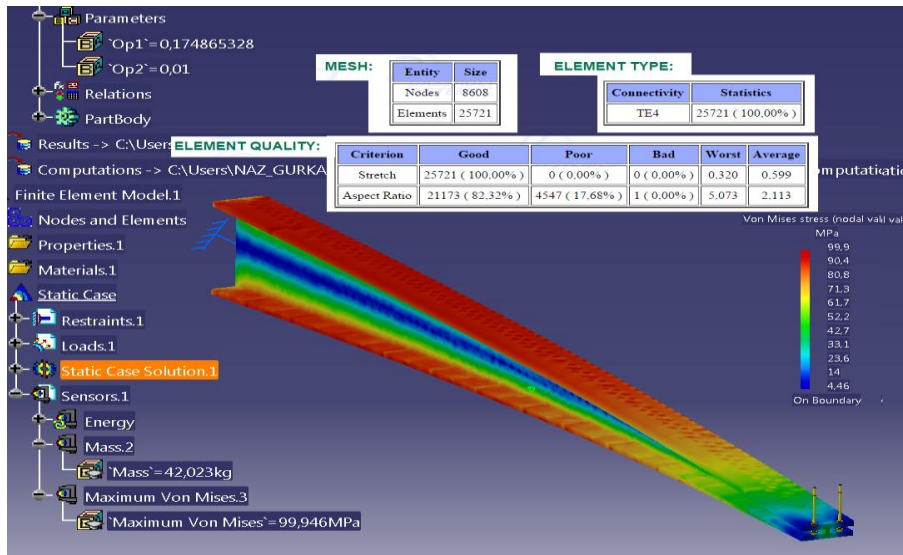 Parameters
`Op1`=0,174865328
`Op2`=0,01
Relations
PartBody
Results -> C:\Users
Computations -> C:\Users\NAZ_GURKA
Finite Element Model.1
Nodes and Elements
Properties.1
Materials.1
Static Case
Restraints.1
Loads.1
Static Case Solution.1
Sensors.1
Energy
Mass.2
`Mass`=42,023kg
Maximum Von Mises.3
`Maximum Von Mises`=99,946MPa
MESH:
Entity Size
Nodes 8608
Elements 25721
ELEMENT TYPE:
Connectivity Statistics
TE4 25721 ( 100,00% )
ELEMENT QUALITY:
Criterion Good Poor Bad Worst Average
Stretch 25721 ( 100,00% ) 0 ( 0,00% ) 0 ( 0,00% ) 0,320 0,599
Aspect Ratio 21173 ( 82,32% ) 4547 ( 17,68% ) 1 ( 0,00% ) 5,073 2,113
Von Mises stress (nodal
MPa
99,9
90,4
80,8
71,3
61,7
52,2
42,7
33,1
23,6
14
4,46
On Boundary